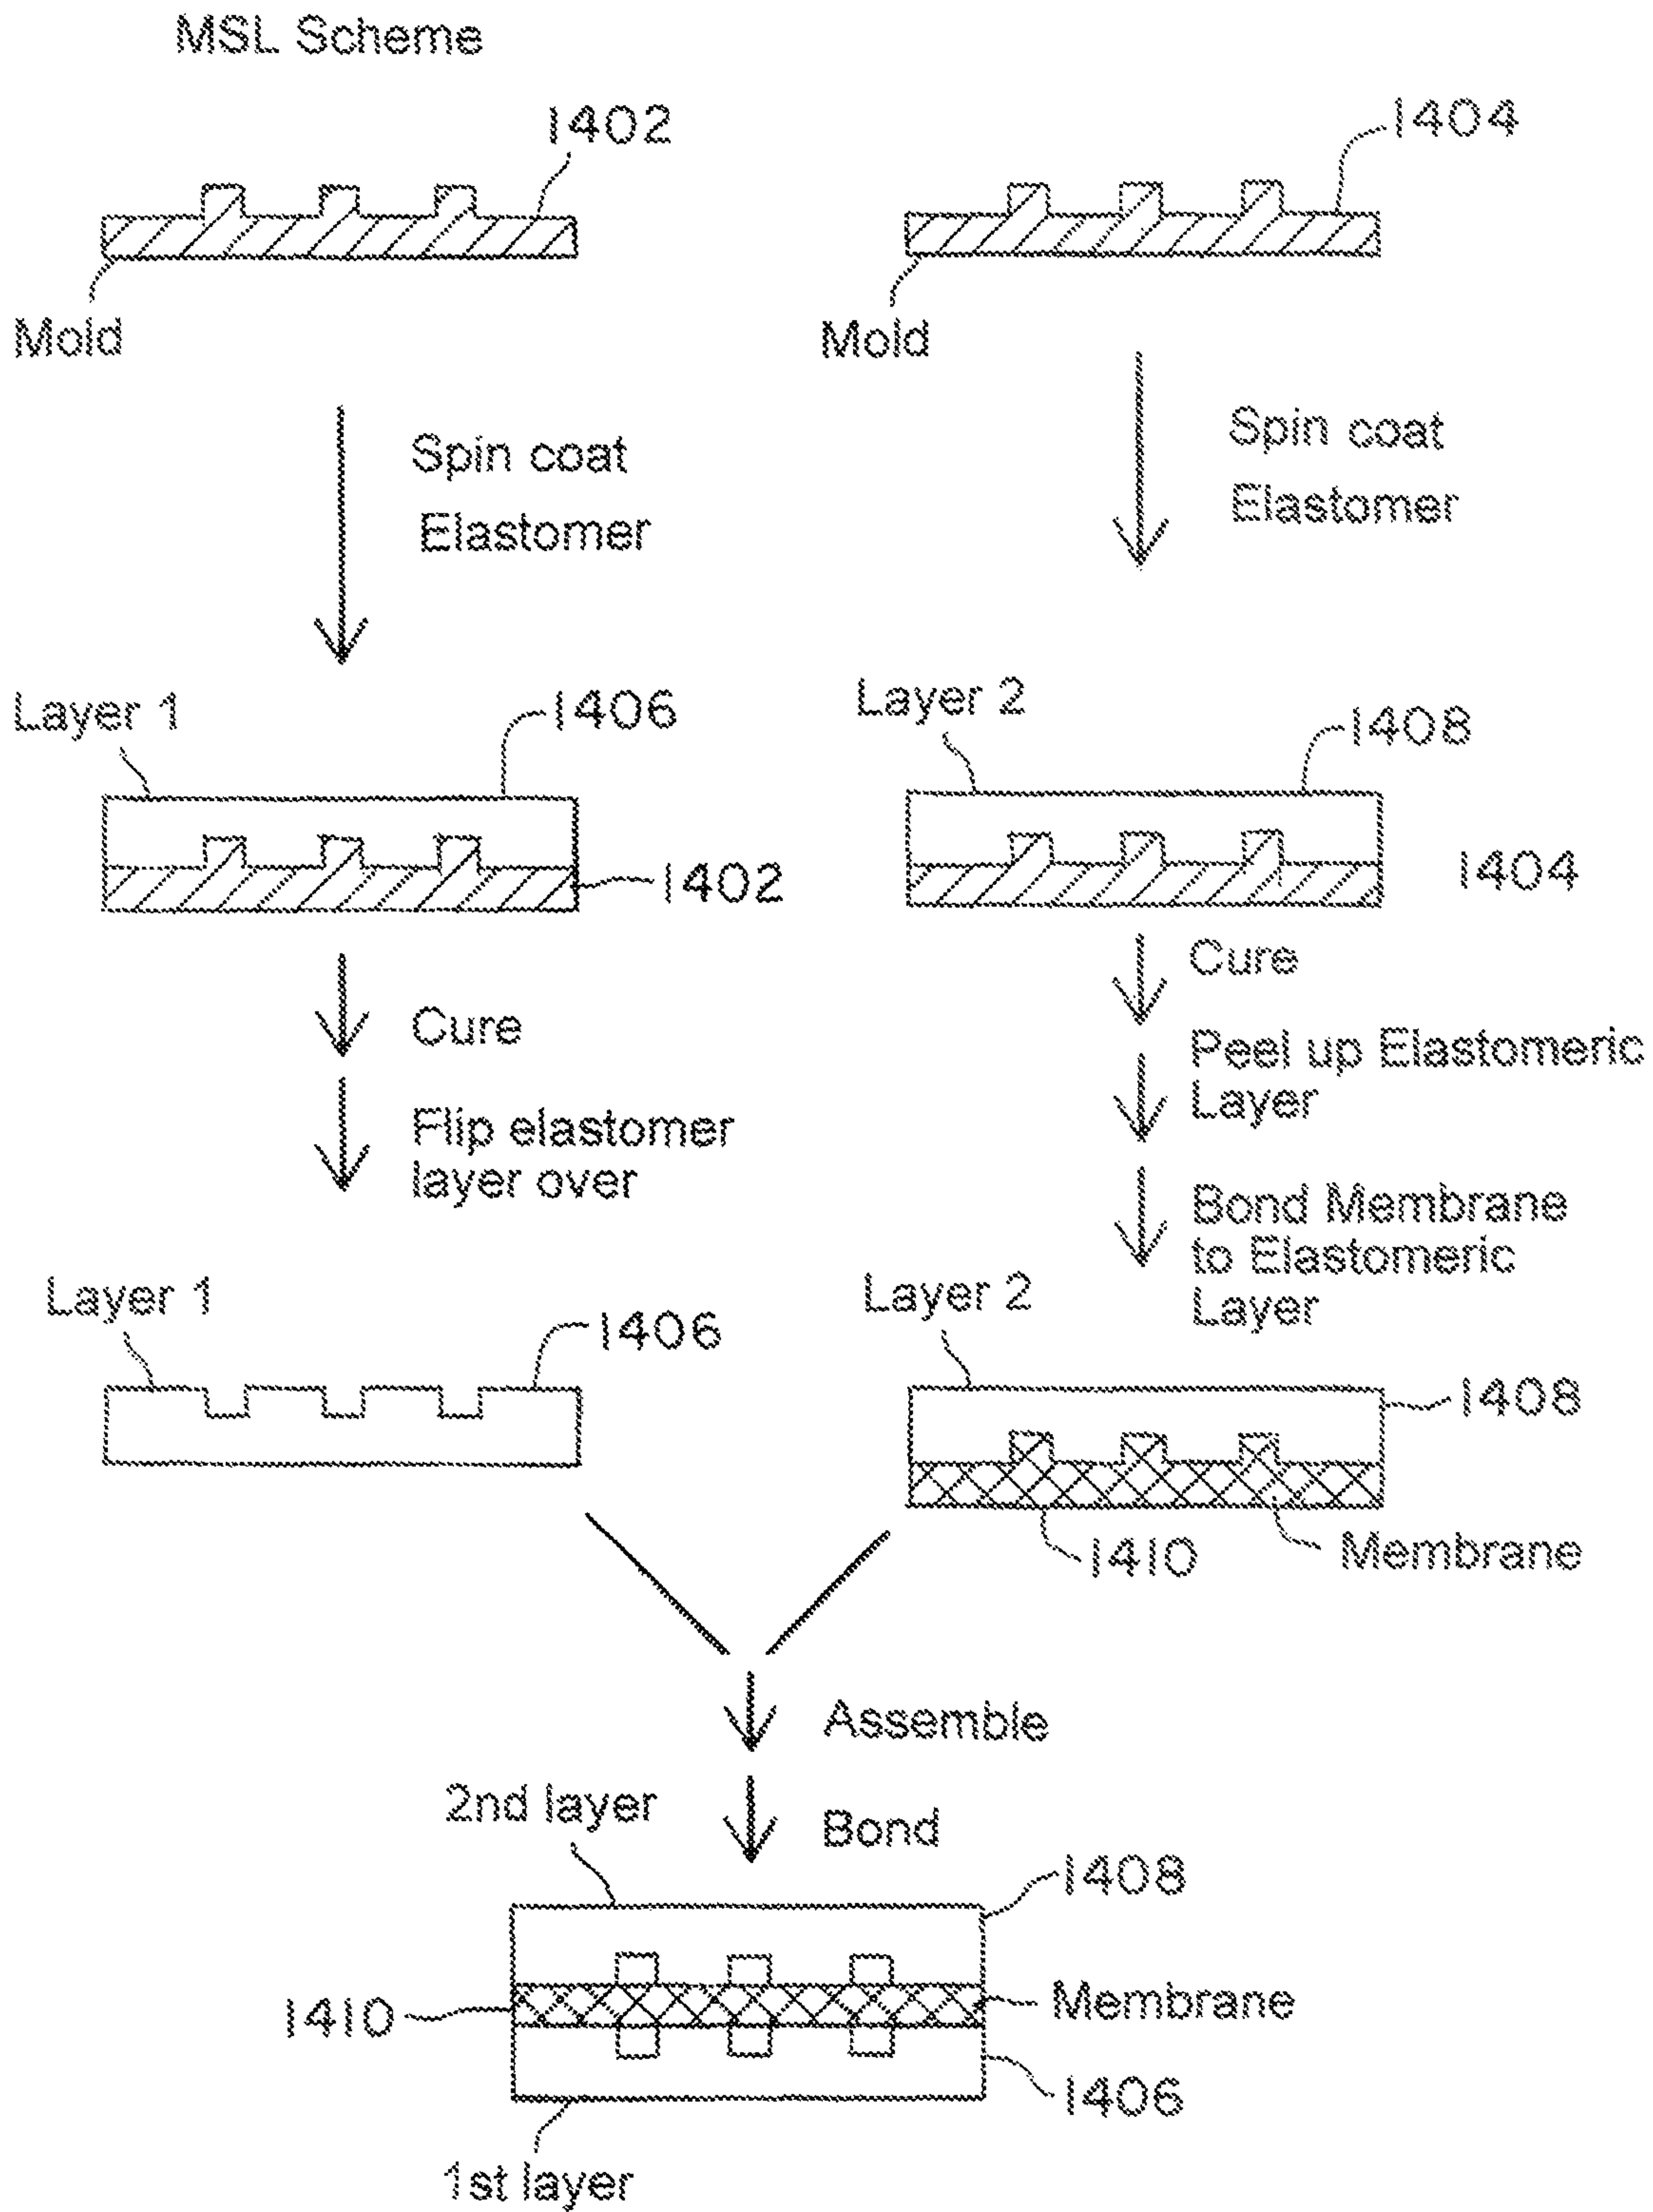 MSL Scheme
1402
1404
Mold
Mold
Spin coat
Elastomer
Spin coat
Elastomer
Layer 1
1406
Layer 2
1408
1402
1404
Cure
Cure
Flip elastomer
layer over
Peel up Elastomeric
Layer
Bond Membrane
to Elastomeric
Layer
Layer 1
1406
Layer 2
1408
1410
Membrane
Assemble
Bond
2nd layer
1408
1410
Membrane
1406
1st layer